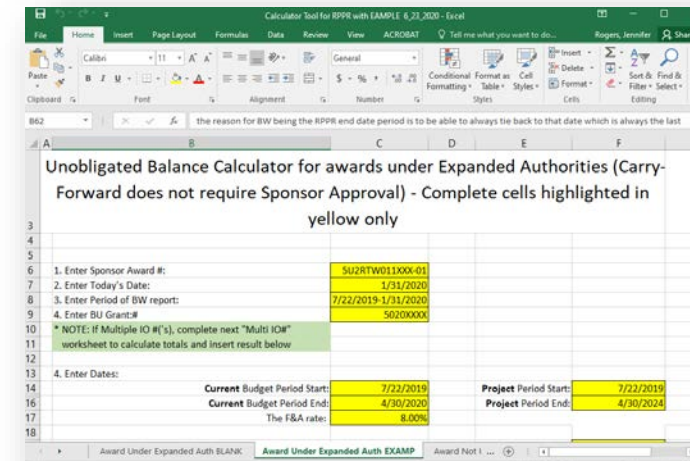 Calculator Tool for RPPR with EXAMPLE 6_23_2020 - Excel
File Home Insert Page Layout Formulas Data Review View ACROBAT Tell me what you want to do... Rogers, Jennifer Shar
Paste Calibri 11 A A General Conditional Formatting Format as Table Cell Styles Insert Delete Format Sort & Filter Find & Select
B I U $ % ,
Clipboard Font Alignment Number Styles Cells Editing
B62 fx the reason for BW being the RPPR end date period is to be able to always tie back to that date which is always the last
A B C D E F
Unobligated Balance Calculator for awards under Expanded Authorities (Carry-
Forward does not require Sponsor Approval) - Complete cells highlighted in
3 yellow only
4
5
6 1. Enter Sponsor Award #: 5U2RTW011XXX-01
7 2. Enter Today's Date: 1/31/2020
8 3. Enter Period of BW report: 7/22/2019-1/31/2020
9 4. Enter BU Grant:# 5020XXXX
10 * NOTE: If Multiple IO #('s), complete next "Multi IO#"
11 worksheet to calculate totals and insert result below
12
13 4. Enter Dates:
14 Current Budget Period Start: 7/22/2019 Project Period Start: 7/22/2019
16 Current Budget Period End: 4/30/2020 Project Period End: 4/30/2024
17 The F&A rate: 8.00%
18
Award Under Expanded Auth BLANK Award Under Expanded Auth EXAMP Award Not I ...